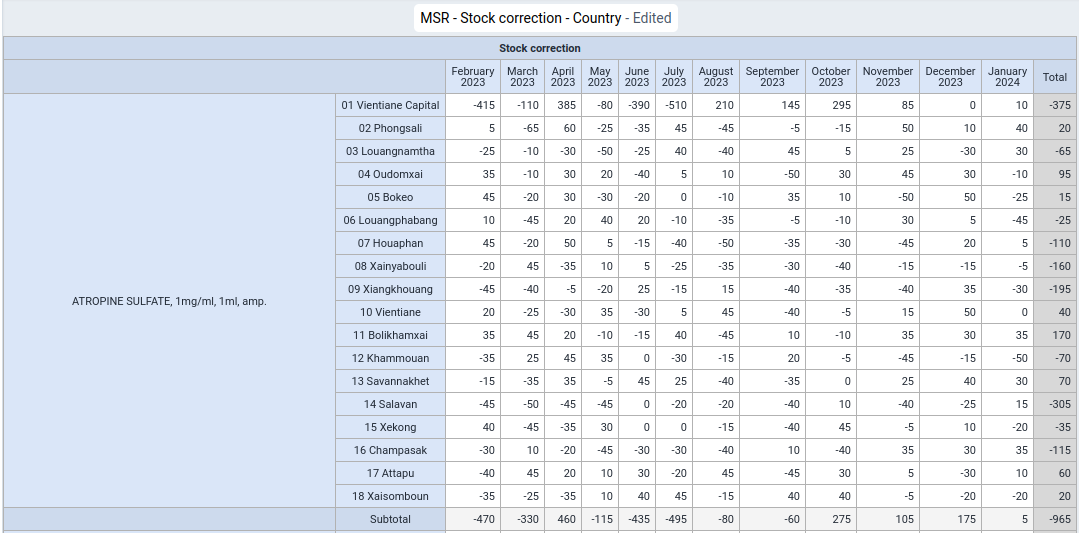 MSR - Stock correction - Country - Edited
Stock correction
February 2023 March 2023 April 2023 May 2023 June 2023 July 2023 August 2023 September 2023 October 2023 November 2023 December 2023 January 2024 Total
01 Vientiane Capital -415 -110 385 -80 -390 -510 210 145 295 85 0 10 -375
02 Phongsali 5 -65 60 -25 -35 45 -45 -5 -15 50 10 40 20
03 Louangnamtha -25 -10 -30 -50 -25 40 -40 45 5 25 -30 30 -65
04 Oudomxai 35 -10 30 20 -40 5 10 -50 30 45 30 -10 95
05 Bokeo 45 -20 30 -30 -20 0 -10 35 10 -50 50 -25 15
06 Louangphabang 10 -45 20 40 20 -10 -35 -5 -10 30 5 -45 -25
07 Houaphan 45 -20 50 5 -15 -40 -50 -35 -30 -45 20 5 -110
08 Xainyabouli -20 45 -35 10 5 -25 -35 -30 -40 -15 -15 -5 -160
ATROPINE SULFATE, 1mg/ml, 1ml, amp.
09 Xiangkhouang -45 -40 -5 -20 25 -15 15 -40 -35 -40 35 -30 -195
10 Vientiane 20 -25 -30 35 -30 5 45 -40 -5 15 50 0 40
11 Bolikhamxai 35 45 20 -10 -15 40 -45 10 -10 35 30 35 170
12 Khammouan -35 25 45 35 0 -30 -15 20 -5 -45 -15 -50 -70
13 Savannakhet -15 -35 35 -5 45 25 -40 -35 0 25 40 30 70
14 Salavan -45 -50 -45 -45 0 -20 -20 -40 10 -40 -25 15 -305
15 Xekong 40 -45 -35 30 0 0 -15 -40 45 -5 10 -20 -35
16 Champasak -30 10 -20 -45 -30 -30 -80 10 -40 35 30 35 -115
17 Attapu -40 45 20 10 30 -20 45 -45 30 5 -30 10 60
18 Xaisomboun -35 -25 -35 10 40 45 -15 40 40 -5 -20 -20 20
Subtotal -470 -330 460 -115 -435 -495 -80 -60 275 105 175 5 -965